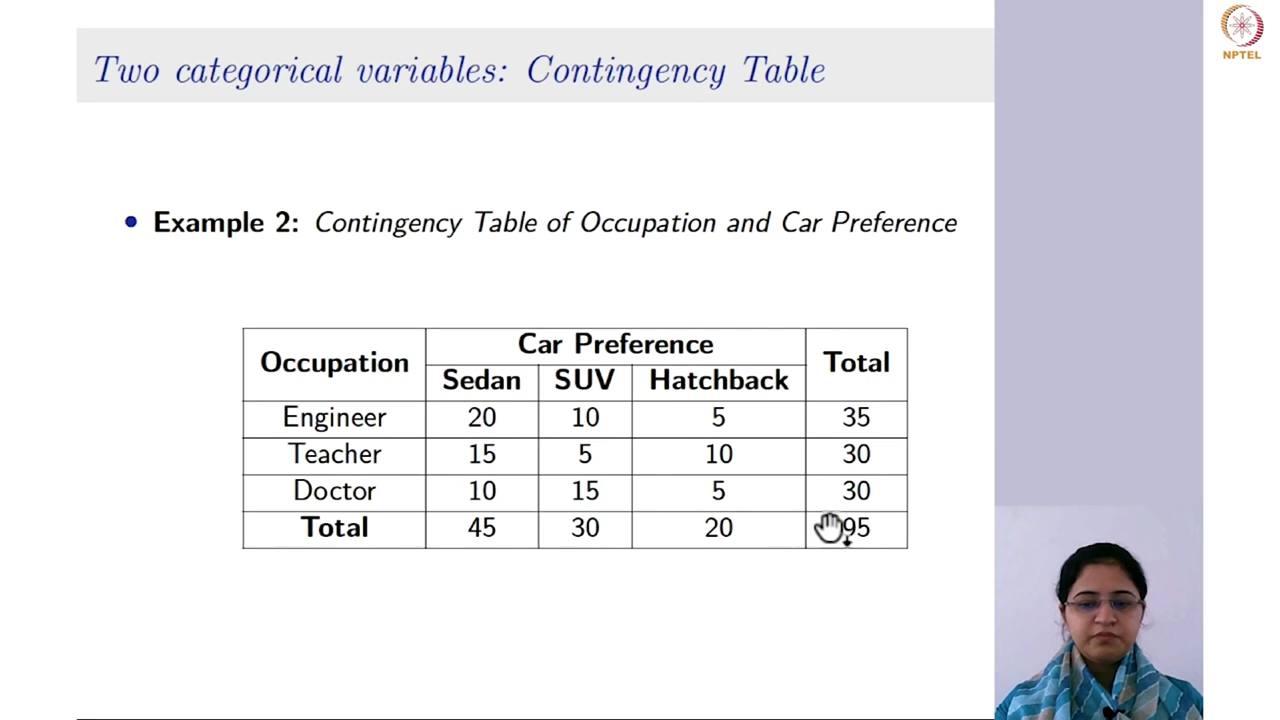 Two categorical variables: Contingency Table
NPTEL
• Example 2: Contingency Table of Occupation and Car Preference
Occupation Car Preference Total
Sedan SUV Hatchback
Engineer 20 10 5 35
Teacher 15 5 10 30
Doctor 10 15 5 30
Total 45 30 20 95